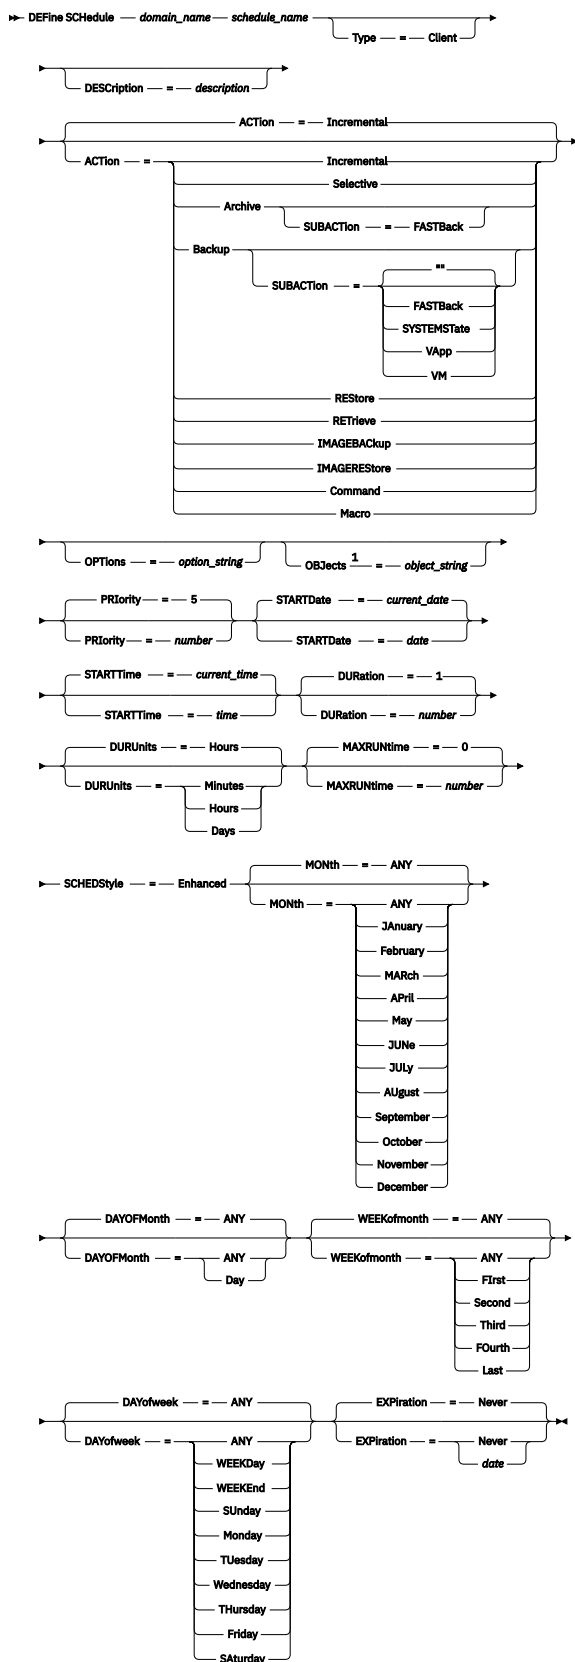 DEFine SCHedule domain_name schedule_name
Type = Client
DESCription = description
ACTion = Incremental
ACTion = Incremental
Selective
Archive
SUBACTion = FASTBack
Backup
""
SUBACTion =
FASTBack
SYSTEMSTate
VApp
VM
REStore
RETrieve
IMAGEBACkup
IMAGEREStore
Command
Macro
OPTions = option_string
OBJects 1 = object_string
PRIority = 5
PRIority = number
STARTDate = current_date
STARTDate = date
STARTTime = current_time
STARTTime = time
DURation = 1
DURation = number
DURUnits = Hours
DURUnits = Minutes
Hours
Days
MAXRUNtime = 0
MAXRUNtime = number
SCHEDStyle = Enhanced
MONth = ANY
MONth = ANY
JAnuary
February
MARch
APril
May
JUNe
JULy
AUgust
September
October
November
December
DAYOFMonth = ANY
DAYOFMonth = ANY
Day
WEEKofmonth = ANY
WEEKofmonth = ANY
FIrst
Second
Third
FOurth
Last
DAYofweek = ANY
DAYofweek = ANY
WEEKDay
WEEKEnd
SUnday
Monday
TUesday
Wednesday
THursday
Friday
SAturday
EXPiration = Never
EXPiration = Never
date